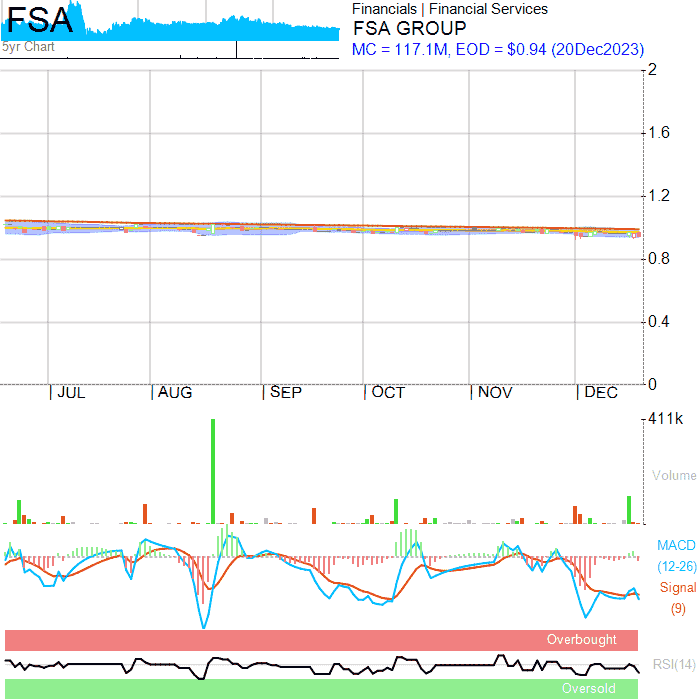 FSA
5yr Chart
Financials | Financial Services
FSA GROUP
MC = 117.1M, EOD = $0.94 (20Dec2023)
2
1.6
1.2
0.8
0.4
0
JUL
AUG
SEP
OCT
NOV
DEC
411k
Volume
MACD
(12-26)
Signal
(9)
Overbought
RSI(14)
Oversold